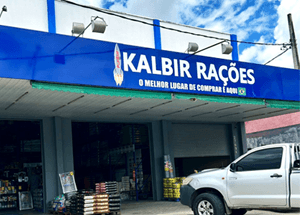 KALBIR RAÇÕES
O MELHOR LUGAR DE COMPRAR É AQUI